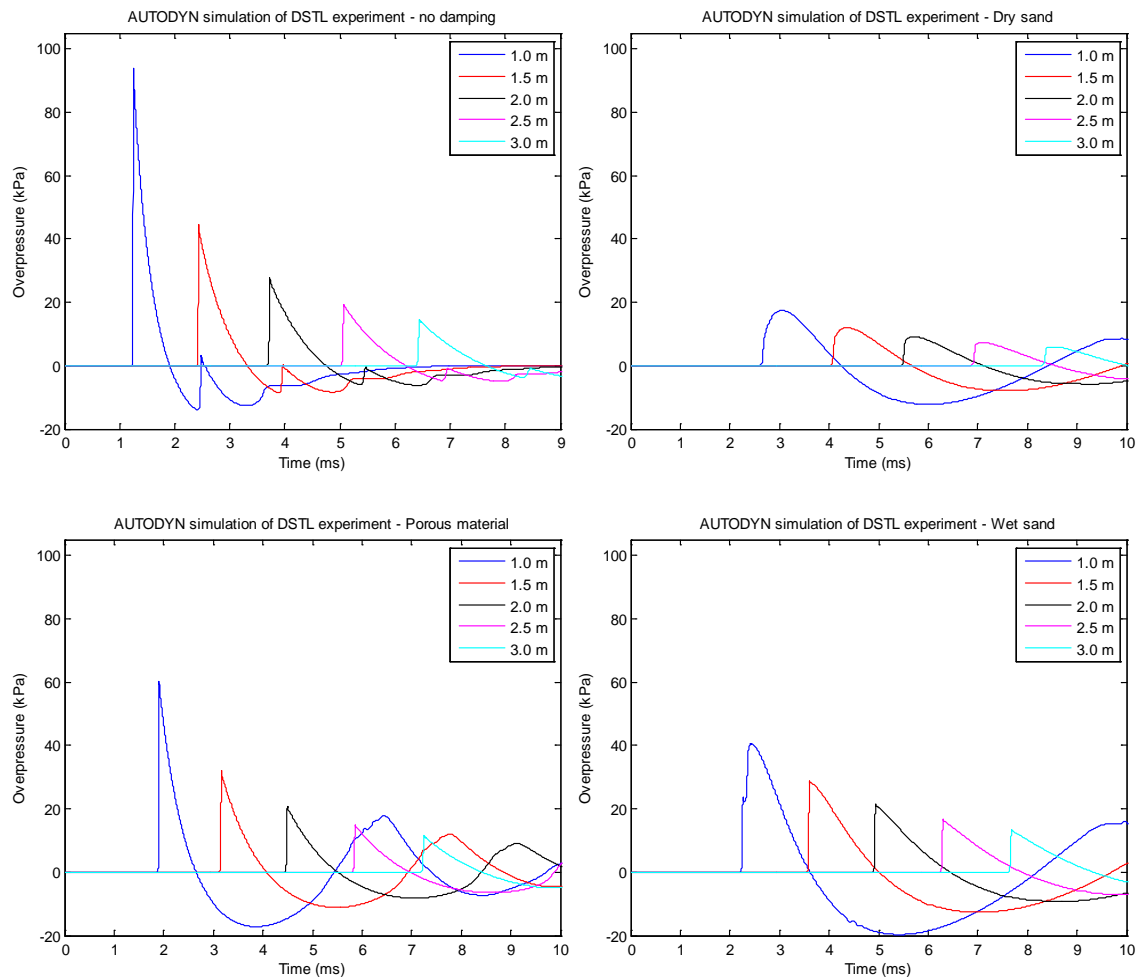 AUTODYN simulation of DSTL experiment - no damping
100
80
60
40
20
0
-20
Overpressure (kPa)
1.0 m
1.5 m
2.0 m
2.5 m
3.0 m
0 1 2 3 4 5 6 7 8 9
Time (ms)
AUTODYN simulation of DSTL experiment - Dry sand
100
80
60
40
20
0
-20
Overpressure (kPa)
1.0 m
1.5 m
2.0 m
2.5 m
3.0 m
0 1 2 3 4 5 6 7 8 9 10
Time (ms)
AUTODYN simulation of DSTL experiment - Porous material
100
80
60
40
20
0
-20
Overpressure (kPa)
1.0 m
1.5 m
2.0 m
2.5 m
3.0 m
0 1 2 3 4 5 6 7 8 9 10
Time (ms)
AUTODYN simulation of DSTL experiment - Wet sand
100
80
60
40
20
0
-20
Overpressure (kPa)
1.0 m
1.5 m
2.0 m
2.5 m
3.0 m
0 1 2 3 4 5 6 7 8 9 10
Time (ms)